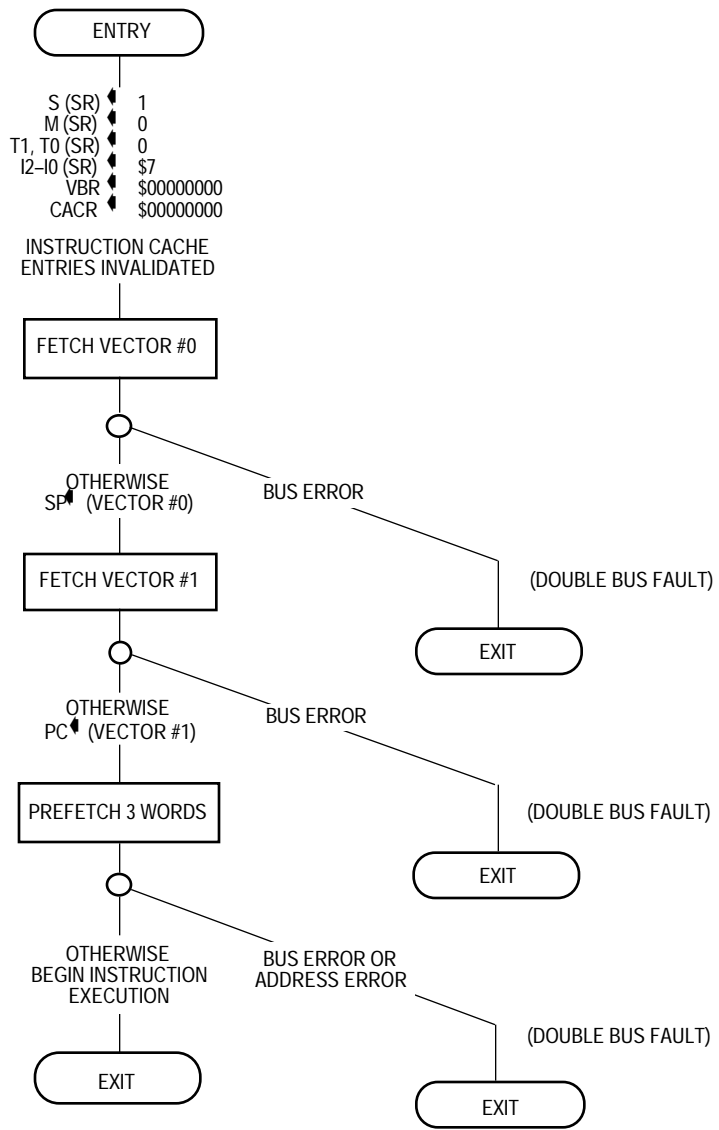 ENTRY
S (SR) 1
M (SR) 0
T1, T0 (SR) 0
I2–I0 (SR) $7
VBR $00000000
CACR $00000000
INSTRUCTION CACHE
ENTRIES INVALIDATED
FETCH VECTOR #0
OTHERWISE
SP (VECTOR #0)
BUS ERROR
FETCH VECTOR #1
(DOUBLE BUS FAULT)
EXIT
OTHERWISE
PC (VECTOR #1)
BUS ERROR
PREFETCH 3 WORDS
(DOUBLE BUS FAULT)
EXIT
OTHERWISE
BEGIN INSTRUCTION
EXECUTION
BUS ERROR OR
ADDRESS ERROR
(DOUBLE BUS FAULT)
EXIT
EXIT